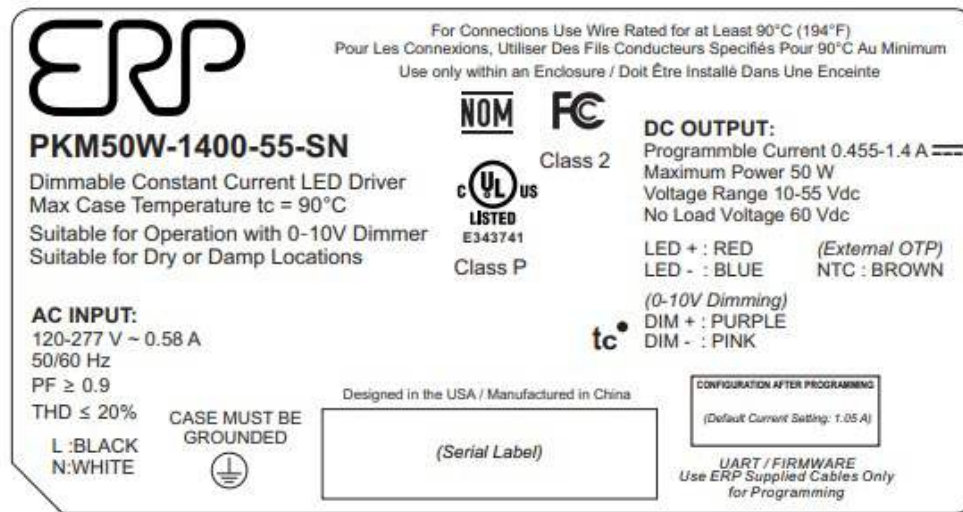 ERP
For Connections Use Wire Rated for at Least 90°C (194°F)
Pour Les Connexions, Utiliser Des Fils Conducteurs Specifiés Pour 90°C Au Minimum
Use only within an Enclosure / Doit Être Installé Dans Une Enceinte
PKM50W-1400-55-SN
Dimmable Constant Current LED Driver
Max Case Temperature tc = 90°C
Suitable for Operation with 0-10V Dimmer
Suitable for Dry or Damp Locations
NOM
FC
Class 2
C UL US
LISTED
E343741
Class P
DC OUTPUT:
Programmble Current 0.455-1.4 A
Maximum Power 50 W
Voltage Range 10-55 Vdc
No Load Voltage 60 Vdc
LED + : RED (External OTP)
LED - : BLUE NTC : BROWN
(0-10V Dimming)
DIM + : PURPLE
DIM - : PINK
tc
AC INPUT:
120-277 V ~ 0.58 A
50/60 Hz
PF ≥ 0.9
THD ≤ 20%
L :BLACK
N:WHITE
CASE MUST BE
GROUNDED
Designed in the USA / Manufactured in China
(Serial Label)
CONFIGURATION AFTER PROGRAMMING
(Default Current Setting: 1.05 A)
UART / FIRMWARE
Use ERP Supplied Cables Only
for Programming